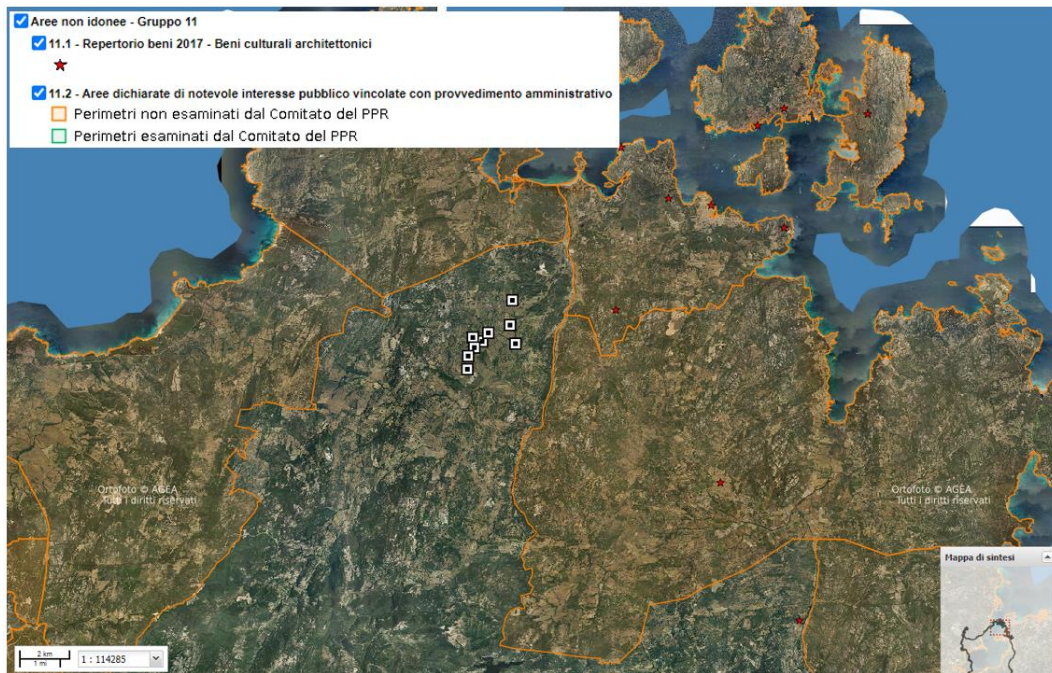 Aree non idonee - Gruppo 11
11.1 - Repertorio beni 2017 - Beni culturali architettonici
11.2 - Aree dichiarate di notevole interesse pubblico vincolate con provvedimento amministrativo
Perimetri non esaminati dal Comitato del PPR
Perimetri esaminati dal Comitato del PPR
Ortofoto © AGEA
Tutti i diritti riservati
Ortofoto © AGEA
Tutti i diritti riservati
Mappa di sintesi
2 km
1 mi
1 : 114285